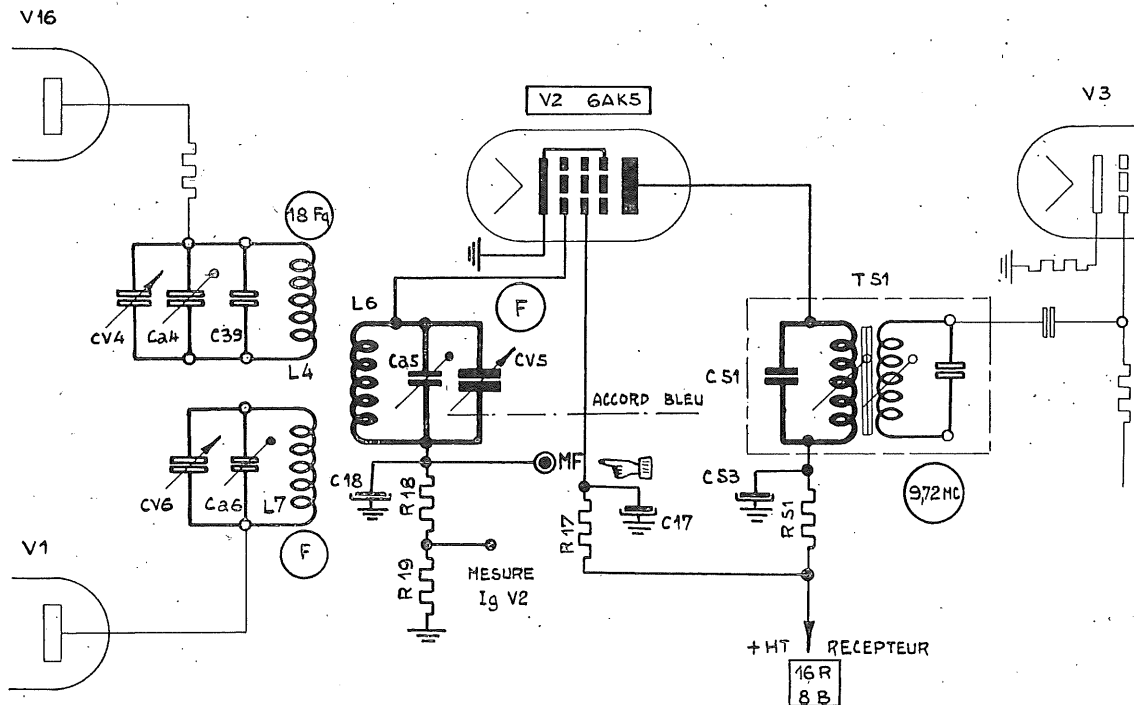 V16
V2 6AK5
V3
18 Fq
CV4
Ca4
C39
L4
L6
F
Ca5
CV5
ACCORD BLEU
TS1
C51
CV6
Ca6
L7
F
C18
MF
R18
R17
C17
C53
R51
9,72 MC
V1
R19
MESURE
Ig V2
+HT RECEPTEUR
16 R
8 B